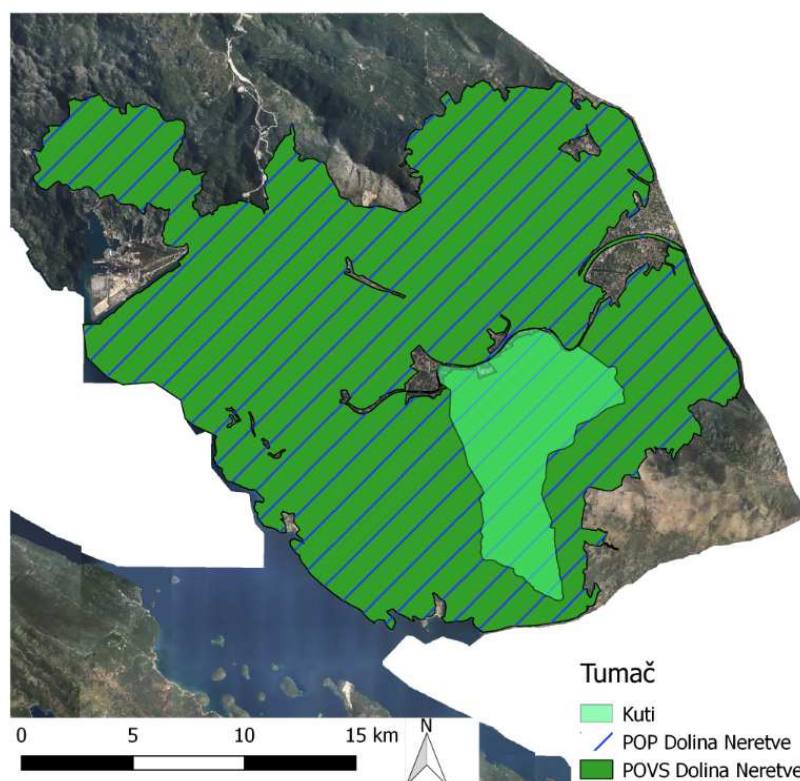 Tumač
Kuti
POP Dolina Neretve
POVS Dolina Neretve
0 5 10 15 km
N